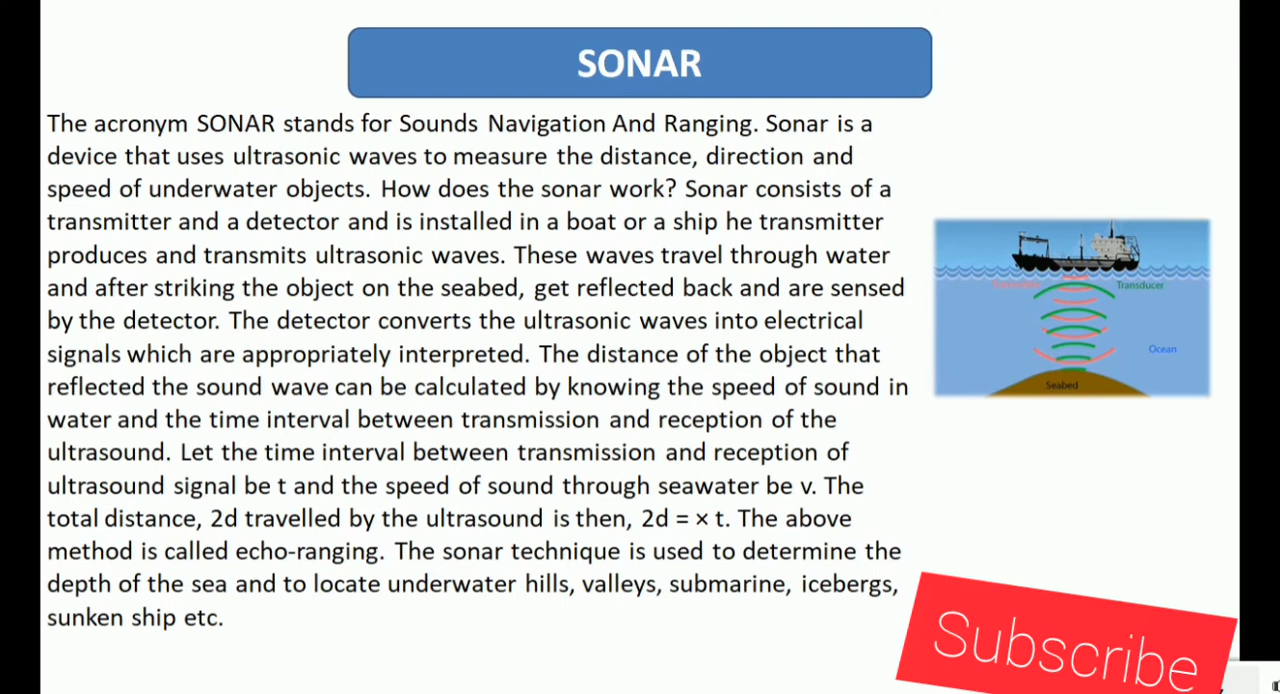 SONAR
The acronym SONAR stands for Sounds Navigation And Ranging. Sonar is a
device that uses ultrasonic waves to measure the distance, direction and
speed of underwater objects. How does the sonar work? Sonar consists of a
transmitter and a detector and is installed in a boat or a ship he transmitter
produces and transmits ultrasonic waves. These waves travel through water
and after striking the object on the seabed, get reflected back and are sensed
by the detector. The detector converts the ultrasonic waves into electrical
signals which are appropriately interpreted. The distance of the object that
reflected the sound wave can be calculated by knowing the speed of sound in
water and the time interval between transmission and reception of the
ultrasound. Let the time interval between transmission and reception of
ultrasound signal be t and the speed of sound through seawater be v. The
total distance, 2d travelled by the ultrasound is then, 2d = × t. The above
method is called echo-ranging. The sonar technique is used to determine the
depth of the sea and to locate underwater hills, valleys, submarine, icebergs,
sunken ship etc.
Transducer
Ocean
Seabed
Subscribe